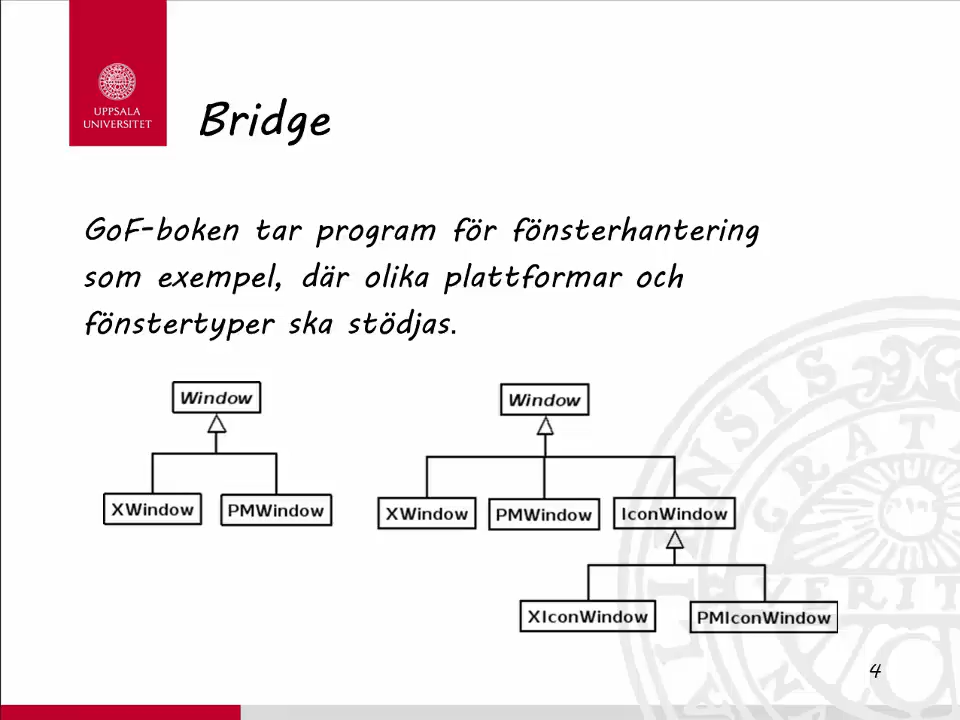 UPPSALA
UNIVERSITET
Bridge
GoF-boken tar program för fönsterhantering
som exempel, där olika plattformar och
fönstertyper ska stödjas.
Window
XWindow PMWindow
Window
XWindow PMWindow IconWindow
XIconWindow PMIconWindow
4